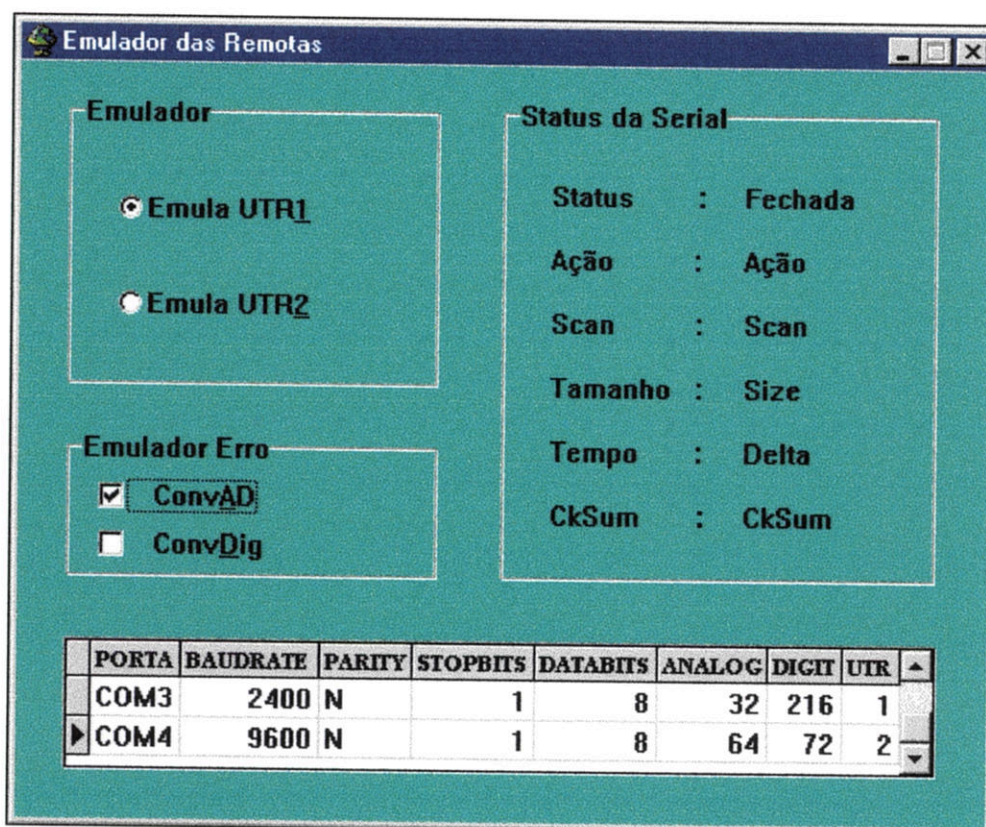 Emulador das Remotas
Emulador
Emula UTR1
Emula UTR2
Emulador Erro
ConvAD
ConvDig
Status da Serial
Status : Fechada
Ação : Ação
Scan : Scan
Tamanho : Size
Tempo : Delta
CkSum : CkSum
PORTA BAUDRATE PARITY STOPBITS DATABITS ANALOG DIGIT UTR
COM3 2400 N 1 8 32 216 1
COM4 9600 N 1 8 64 72 2